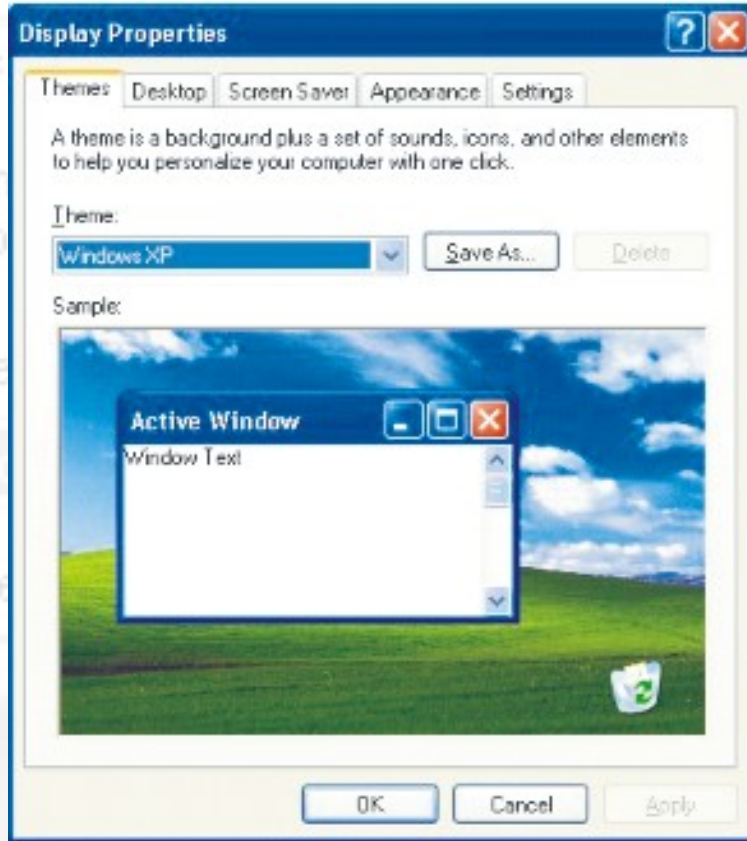 Display Properties
Themes Desktop Screen Saver Appearance Settings
A theme is a background plus a set of sounds, icons, and other elements
to help you personalize your computer with one click.
Theme:
Windows XP Save As... Delete
Sample:
Active Window
Window Text
OK Cancel Apply